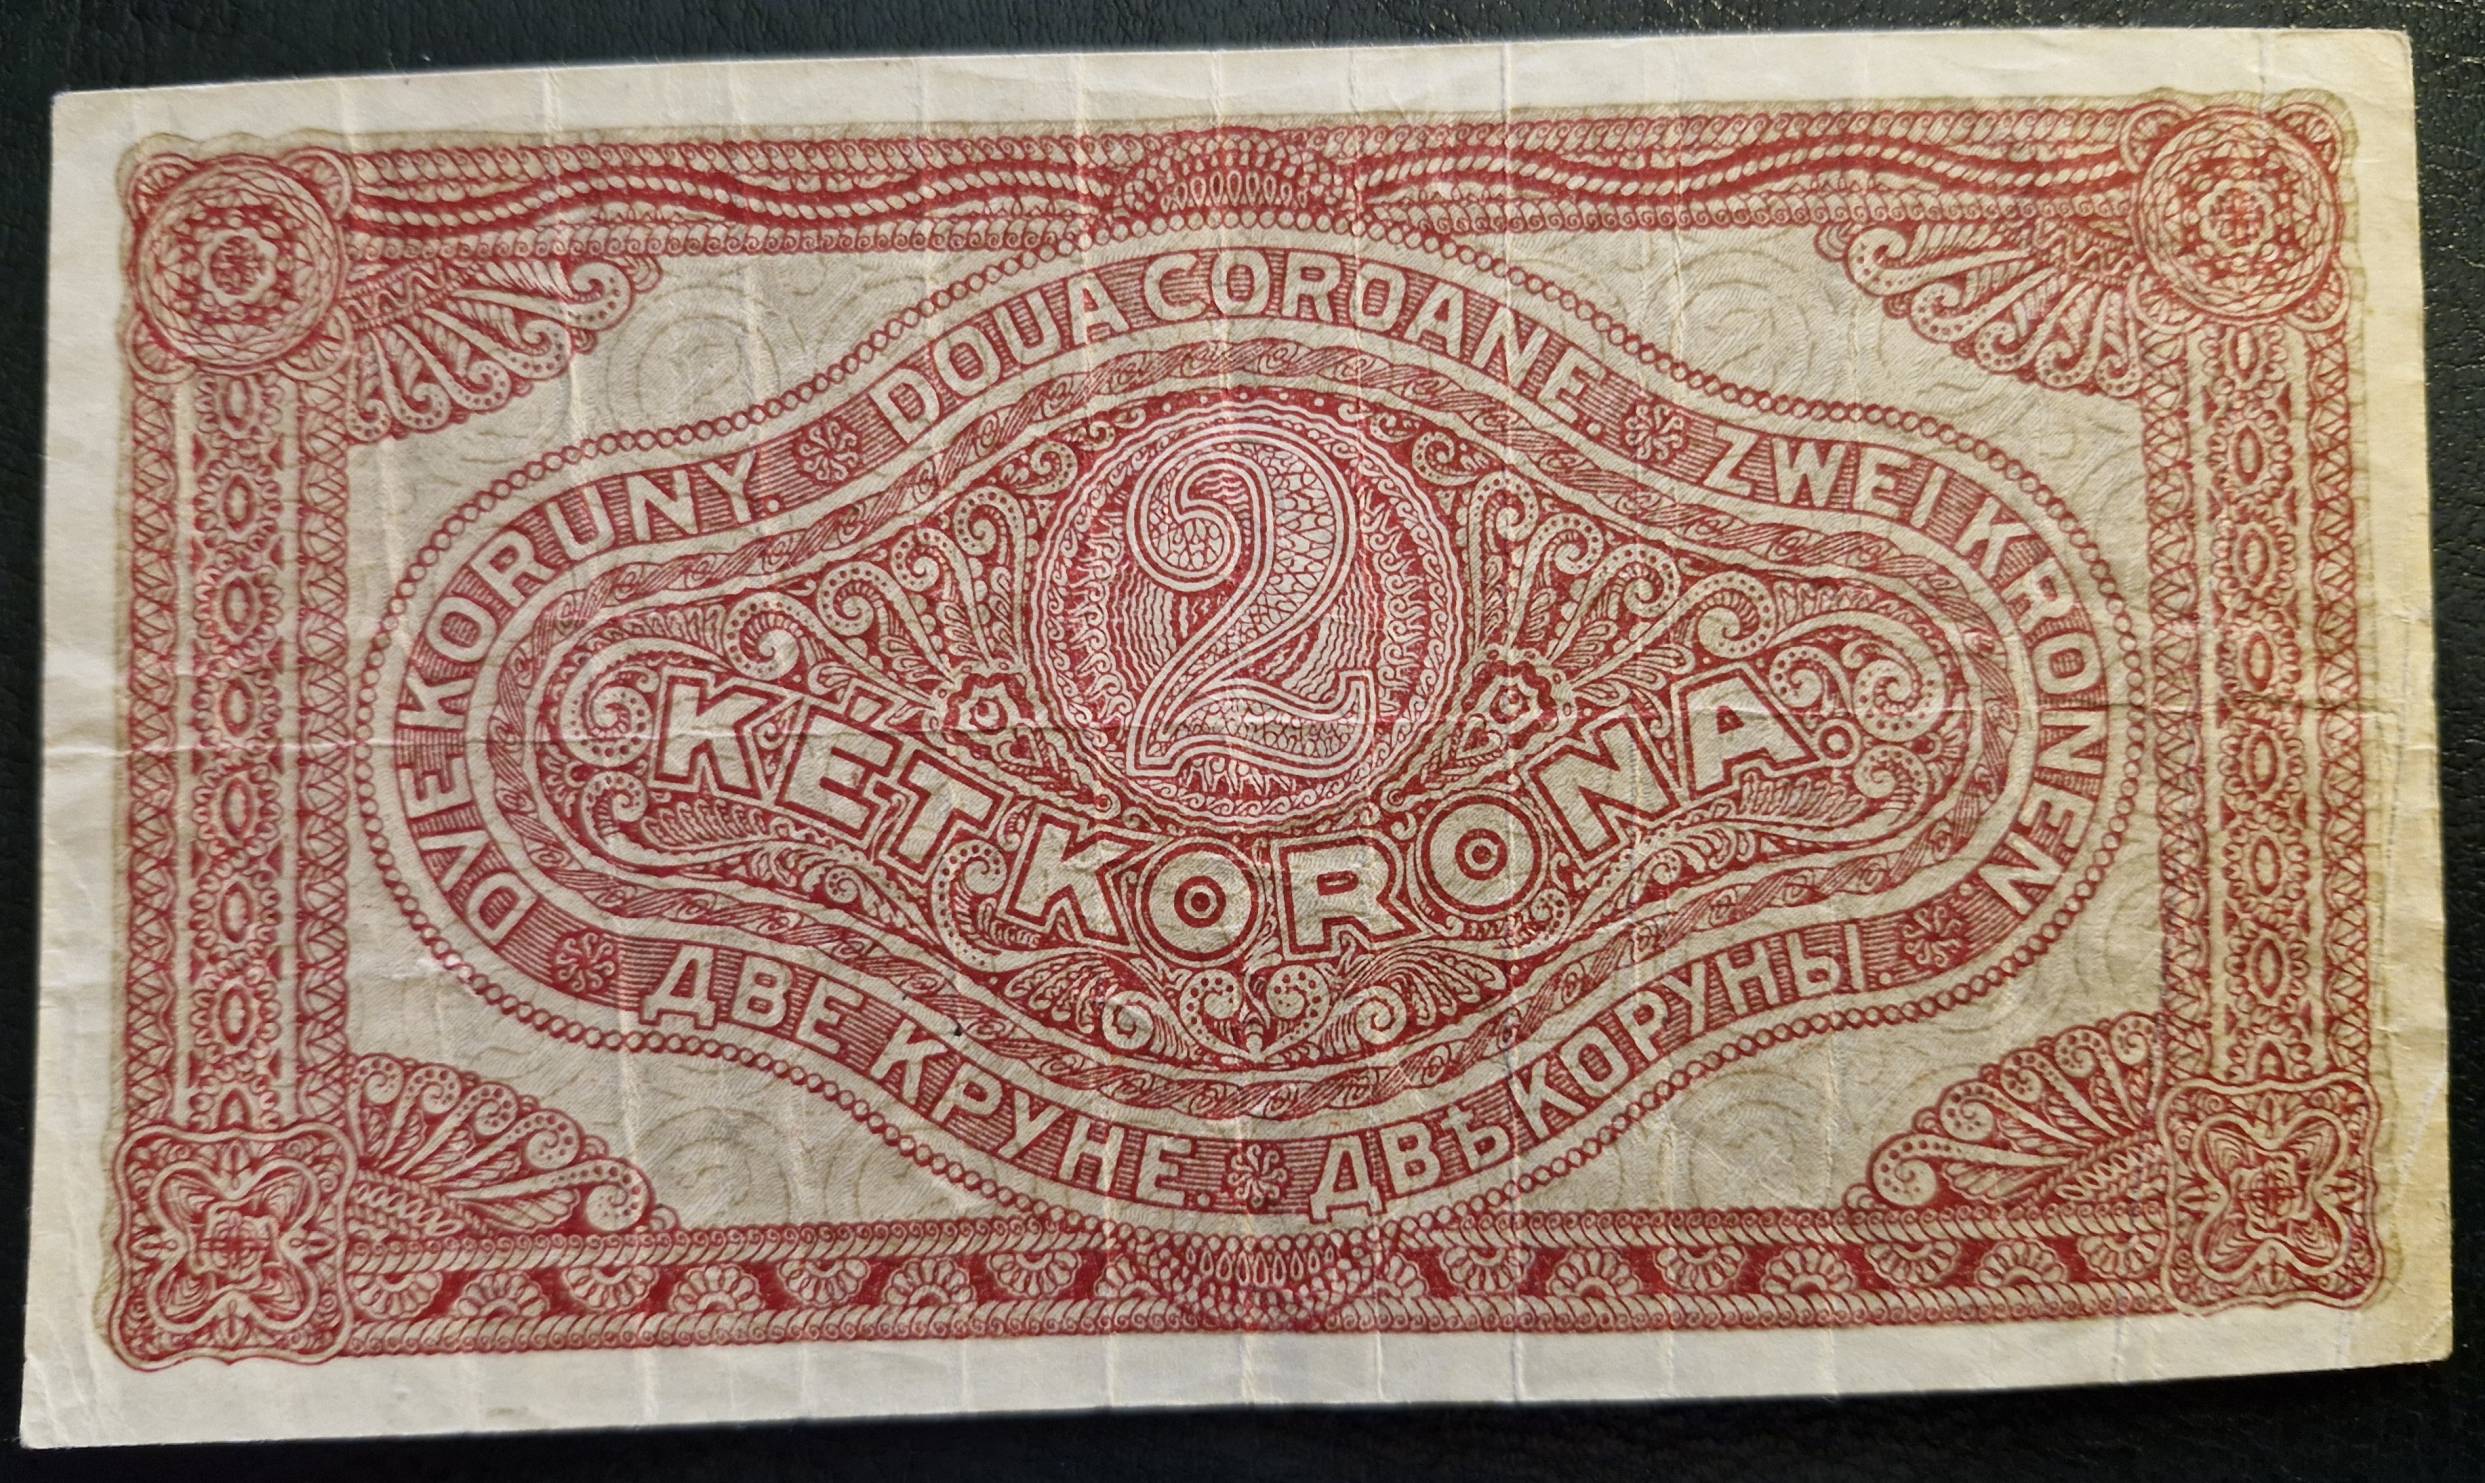 DVE KORUNY.
DOUA COROANE.
ZWEI KRONEN
2
KÉT KORONA.
ДВЕ КРУНЕ.
ДВѢ КОРУНЫ.